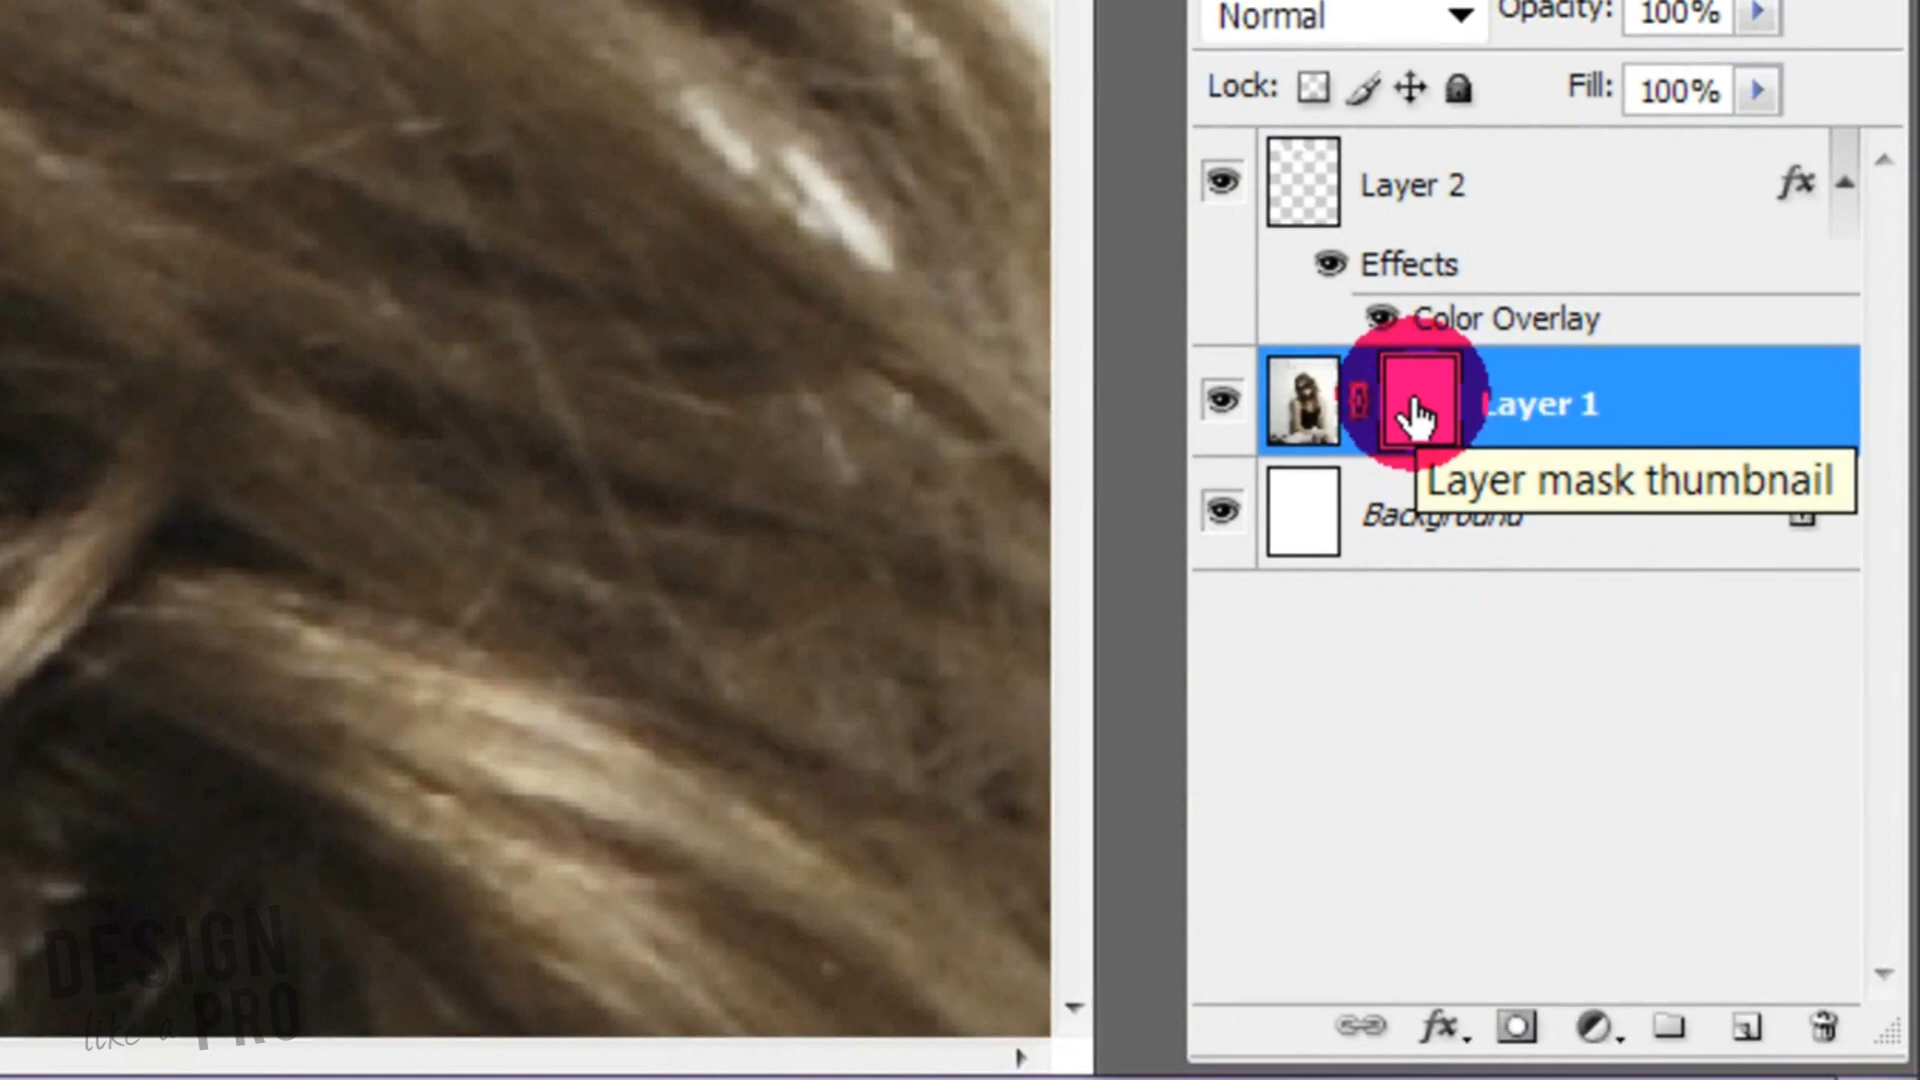 Normal
Opacity: 100%
Lock:
Fill: 100%
Layer 2
fx
Effects
Color Overlay
Layer 1
Layer mask thumbnail
Background
fx
DESIGN
like a PRO